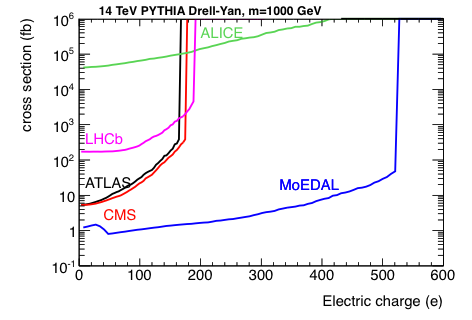 14 TeV PYTHIA Drell-Yan, m=1000 GeV
cross section (fb)
10^6
10^5
10^4
10^3
10^2
10
1
10^-1
ALICE
LHCb
ATLAS
CMS
MoEDAL
0 100 200 300 400 500 600
Electric charge (e)